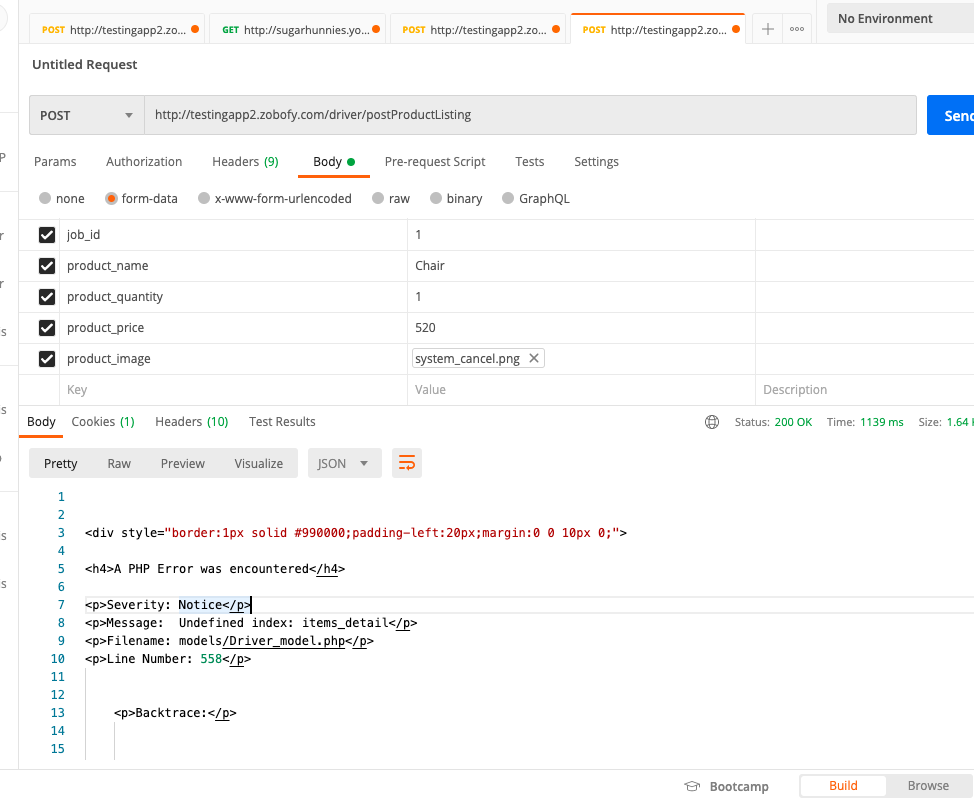 POST http://testingapp2.zo... GET http://sugarhunnies.yo... POST http://testingapp2.zo... POST http://testingapp2.zo... No Environment
Untitled Request
POST http://testingapp2.zobofy.com/driver/postProductListing
Params Authorization Headers (9) Body Pre-request Script Tests Settings
none form-data x-www-form-urlencoded raw binary GraphQL
job_id 1
product_name Chair
product_quantity 1
product_price 520
product_image system_cancel.png
Key Value Description
Body Cookies (1) Headers (10) Test Results Status: 200 OK Time: 1139 ms Size: 1.64
Pretty Raw Preview Visualize JSON
1
2
3 <div style="border:1px solid #990000;padding-left:20px;margin:0 0 10px 0;">
4
5 <h4>A PHP Error was encountered</h4>
6
7 <p>Severity: Notice</p>
8 <p>Message:  Undefined index: items_detail</p>
9 <p>Filename: models/Driver_model.php</p>
10 <p>Line Number: 558</p>
11
12
13 <p>Backtrace:</p>
14
15
Bootcamp Build Browse